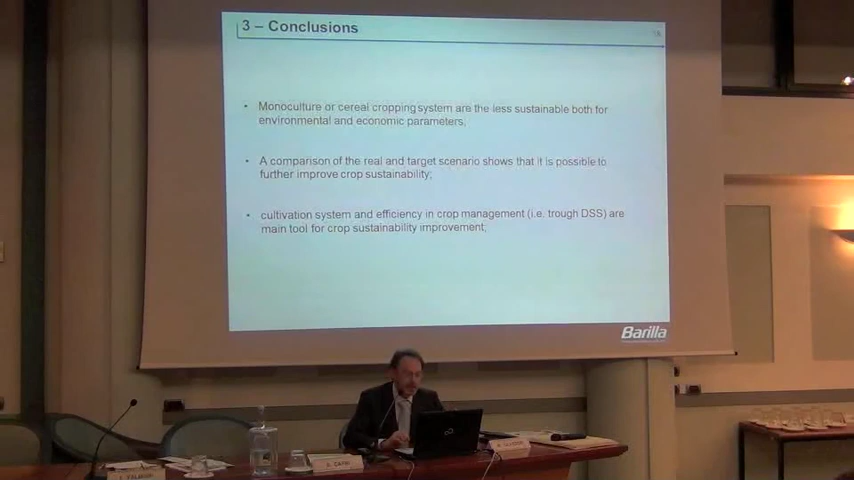 3 – Conclusions
• Monoculture or cereal cropping system are the less sustainable both for
environmental and economic parameters.
• A comparison of the real and target scenario shows that it is possible to
further improve crop sustainability;
• cultivation system and efficiency in crop management (i.e. trough DSS) are
main tool for crop sustainability improvement;
Barilla